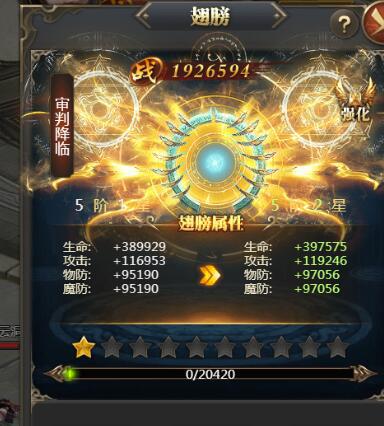 翅膀
?
战 1926594
审判降临
强化
5 阶 1 星
5 阶 2 星
翅膀属性
生命: +389929
生命: +397575
攻击: +116953
攻击: +119246
物防: +95190
物防: +97056
魔防: +95190
魔防: +97056
0/20420